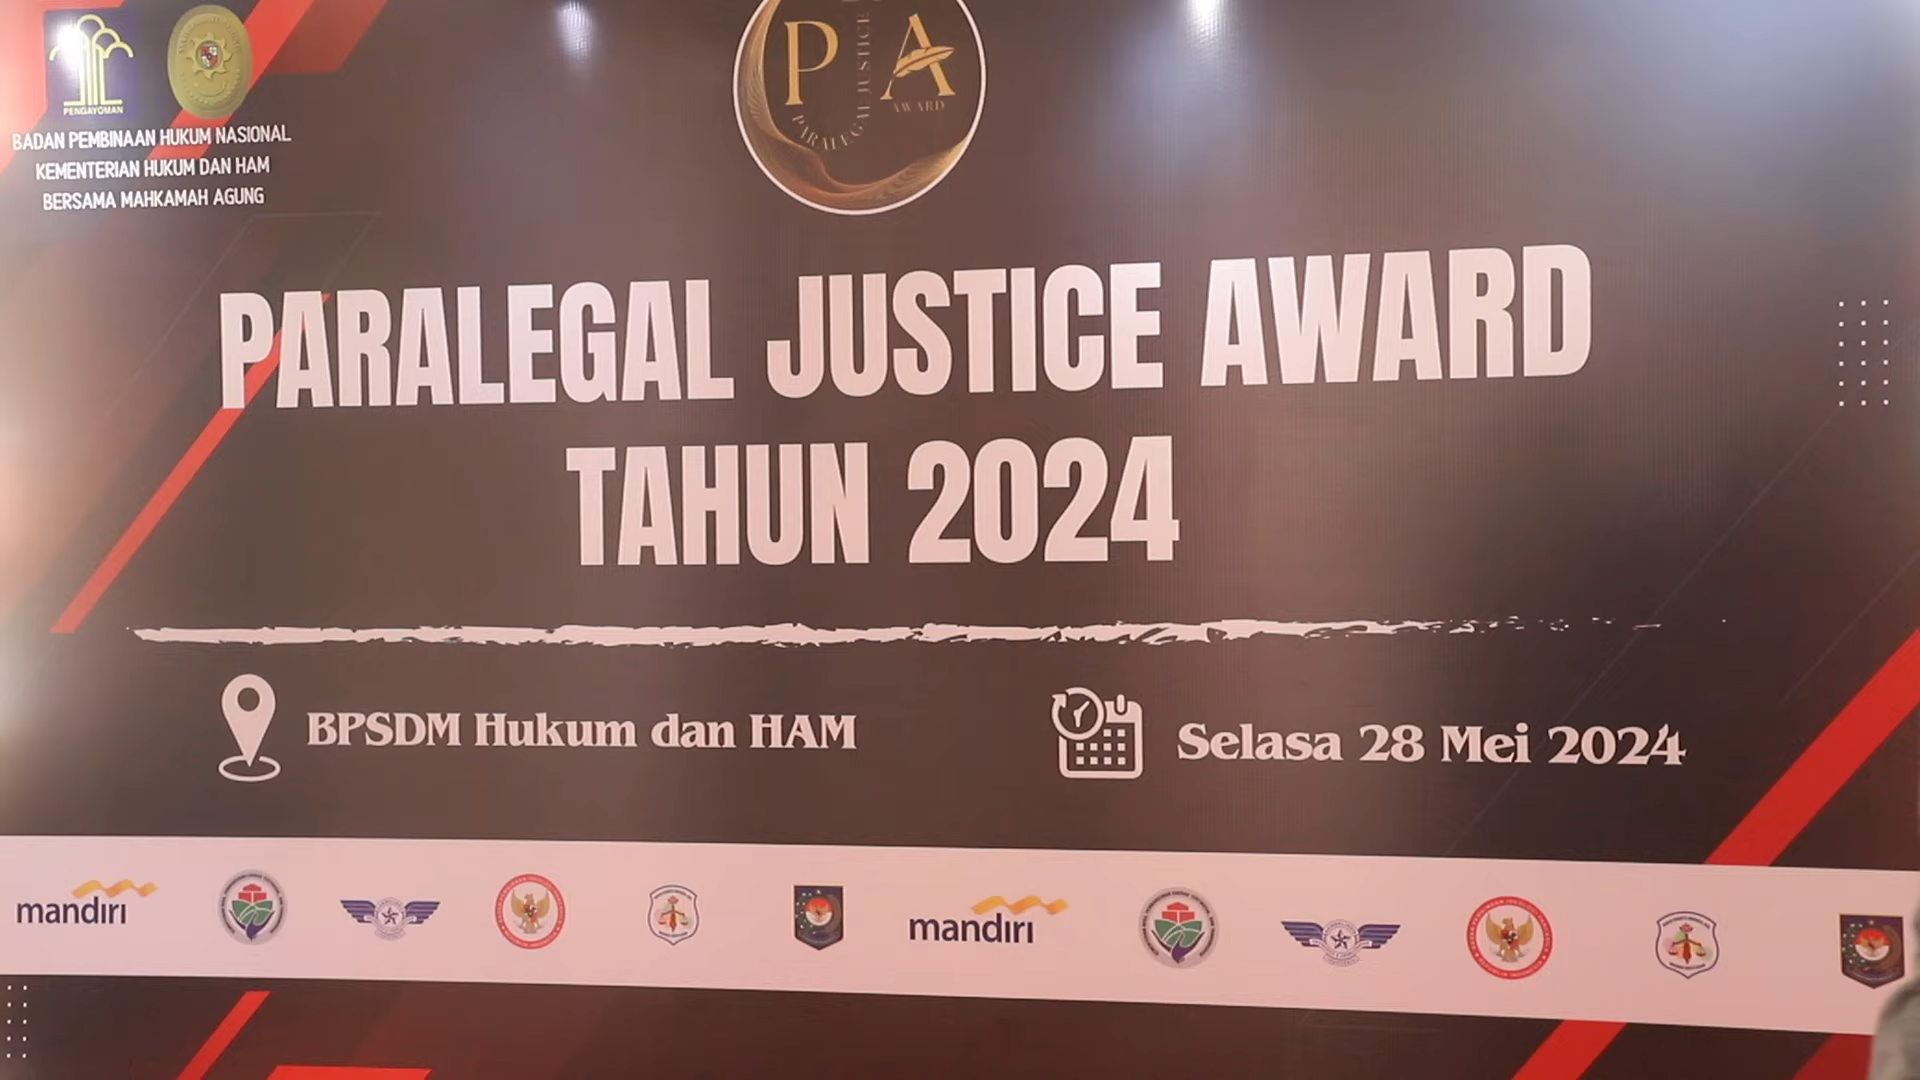 PENGAYOMAN
BADAN PEMBINAAN HUKUM NASIONAL
KEMENTERIAN HUKUM DAN HAM
BERSAMA MAHKAMAH AGUNG
PJA
PARALEGAL JUSTICE
AWARD
PARALEGAL JUSTICE AWARD
TAHUN 2024
BPSDM Hukum dan HAM
Selasa 28 Mei 2024
mandiri
mandiri